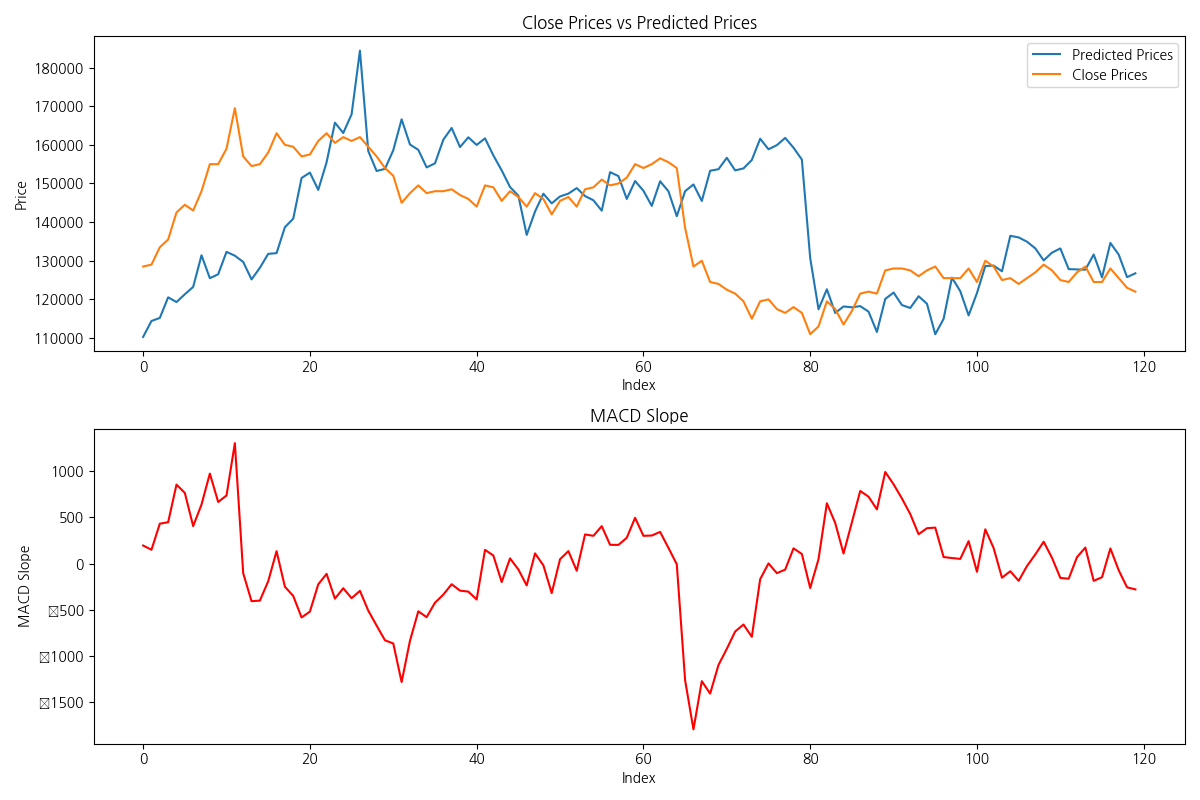 Close Prices vs Predicted Prices
Predicted Prices
Close Prices
Price
180000
170000
160000
150000
140000
130000
120000
110000
0 20 40 60 80 100 120
Index
MACD Slope
MACD Slope
1000
500
0
□500
□1000
□1500
0 20 40 60 80 100 120
Index